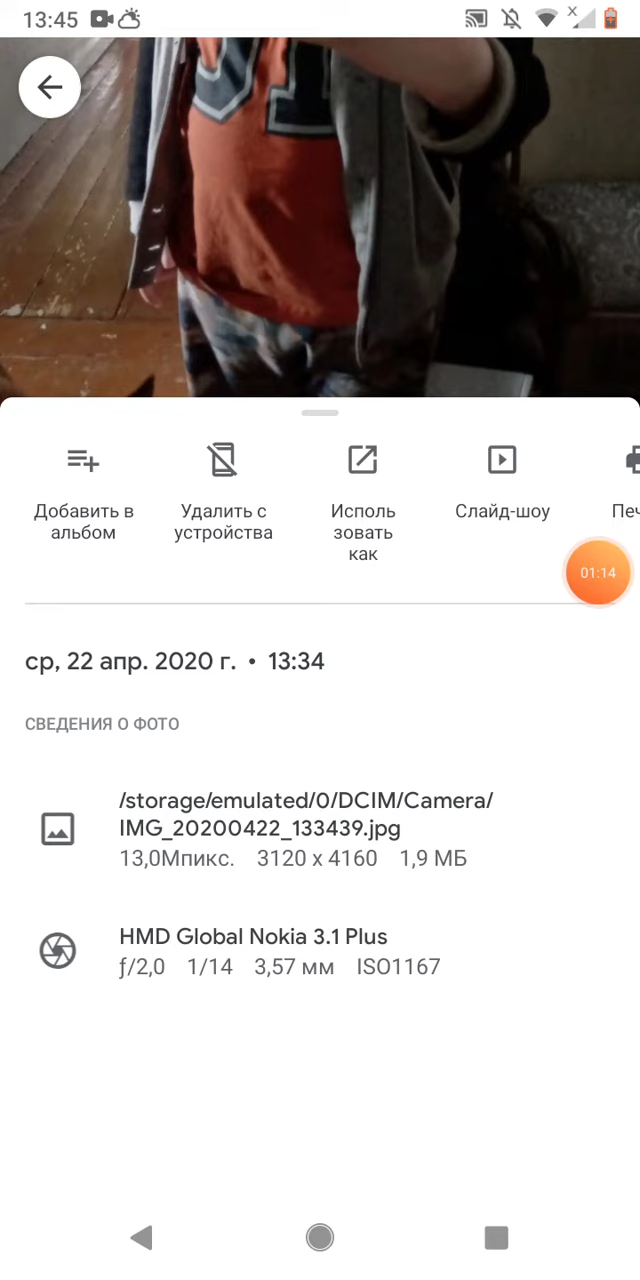 13:45
x
Добавить в
альбом
Удалить с
устройства
Исполь
зовать
как
Слайд-шоу
Печ
01:14
ср, 22 апр. 2020 г. • 13:34
СВЕДЕНИЯ О ФОТО
/storage/emulated/0/DCIM/Camera/
IMG_20200422_133439.jpg
13,0Мпикс. 3120 x 4160 1,9 МБ
HMD Global Nokia 3.1 Plus
ƒ/2,0 1/14 3,57 мм ISO1167